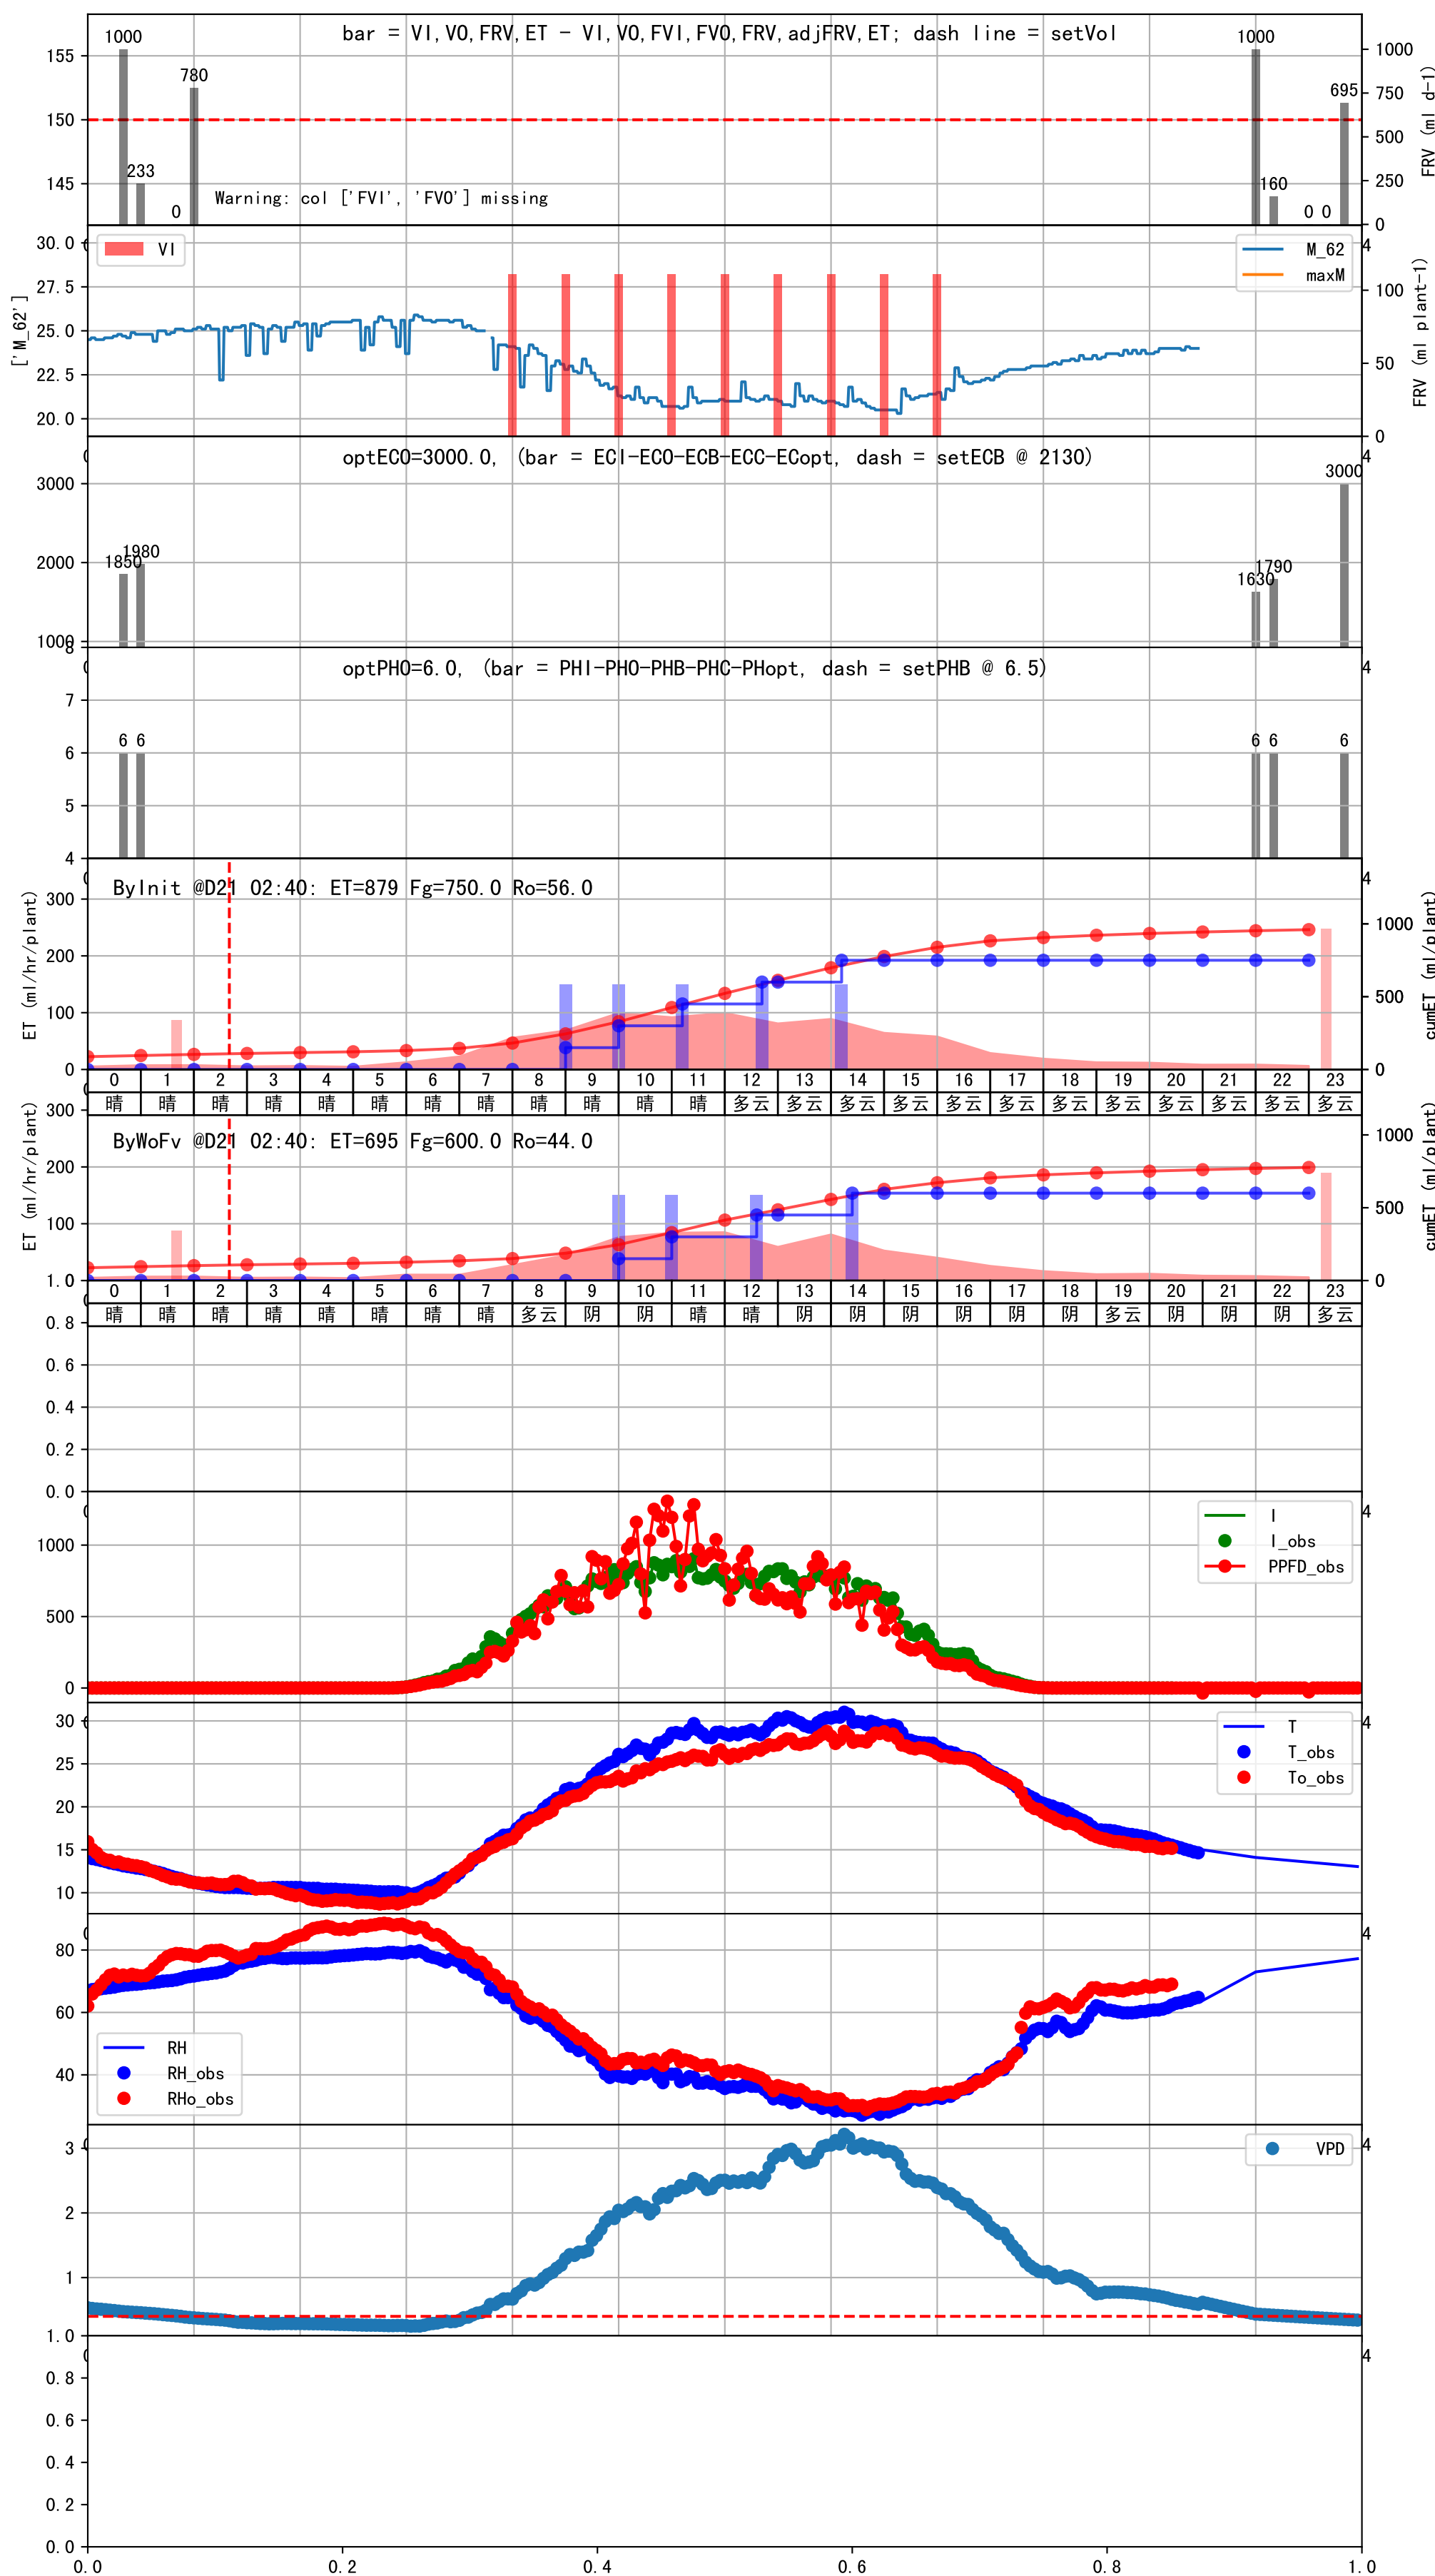 bar = VI,VO,FRV,ET - VI,VO,FVI,FVO,FRV,adjFRV,ET; dash line = setVol
1000
233
0
780
1000
160
0 0
695
155
150
145
1000
750
500
250
0
FRV (ml d-1)
Warning: col ['FVI', 'FVO'] missing
VI
M_62
maxM
30.0
27.5
25.0
22.5
20.0
['M_62']
4
100
50
0
FRV (ml plant-1)
optECO=3000.0, (bar = ECI-ECO-ECB-ECC-ECopt, dash = setECB @ 2130)
4
3000
2000
1000
1850
1980
1630
1790
3000
optPHO=6.0, (bar = PHI-PHO-PHB-PHC-PHopt, dash = setPHB @ 6.5)
4
8
7
6
5
4
6 6
6 6
6
ByInit @D21 02:40: ET=879 Fg=750.0 Ro=56.0
4
300
200
100
0
ET (ml/hr/plant)
1000
500
0
cumET (ml/plant)
0 1 2 3 4 5 6 7 8 9 10 11 12 13 14 15 16 17 18 19 20 21 22 23
晴 晴 晴 晴 晴 晴 晴 晴 晴 晴 晴 晴 多云 多云 多云 多云 多云 多云 多云 多云 多云 多云 多云 多云
ByWoFv @D21 02:40: ET=695 Fg=600.0 Ro=44.0
300
200
100
ET (ml/hr/plant)
1000
500
0
cumET (ml/plant)
0 1 2 3 4 5 6 7 8 9 10 11 12 13 14 15 16 17 18 19 20 21 22 23
晴 晴 晴 晴 晴 晴 晴 晴 多云 阴 阴 晴 晴 阴 阴 阴 阴 阴 阴 多云 阴 阴 阴 多云
1.0
0.8
0.6
0.4
0.2
0.0
4
I
I_obs
PPFD_obs
1000
500
0
4
T
T_obs
To_obs
30
25
20
15
10
4
RH
RH_obs
RHo_obs
80
60
40
4
VPD
3
2
1
4
1.0
0.8
0.6
0.4
0.2
0.0
0.0 0.2 0.4 0.6 0.8 1.0